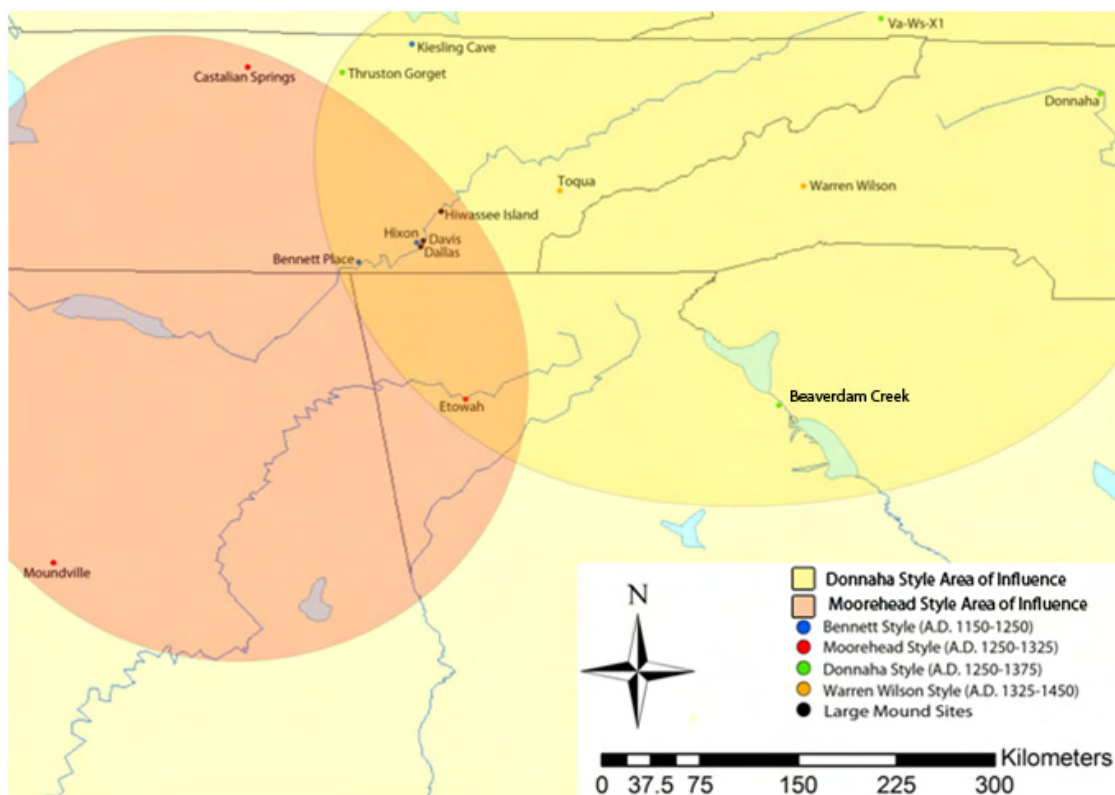 Va-Ws-X1
Kiesling Cave
Castalian Springs
Thruston Gorget
Donnaha
Toqua
Warren Wilson
Hiwassee Island
Hixon
Davis
Dallas
Bennett Place
Beaverdam Creek
Etowah
Moundville
N
Donnaha Style Area of Influence
Moorehead Style Area of Influence
Bennett Style (A.D. 1150-1250)
Moorehead Style (A.D. 1250-1325)
Donnaha Style (A.D. 1250-1375)
Warren Wilson Style (A.D. 1325-1450)
Large Mound Sites
Kilometers
0 37.5 75 150 225 300